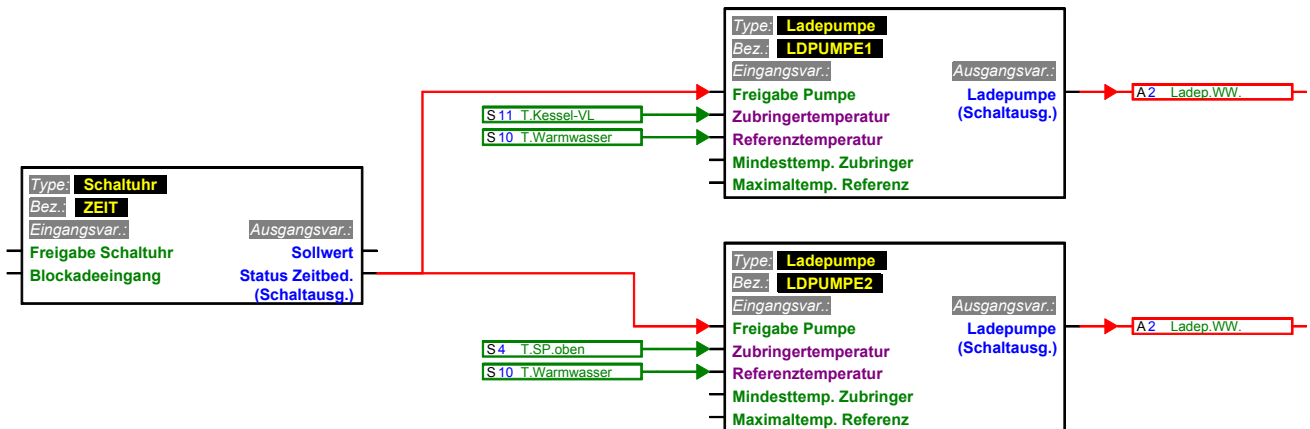 Type: Ladepumpe
Bez.: LDPUMPE1
Eingangsvar.: Ausgangsvar.:
Freigabe Pumpe Ladepumpe
(Schaltausg.)
A 2 Ladep.WW.
S 11 T.Kessel-VL Zubringertemperatur
S 10 T.Warmwasser Referenztemperatur
Mindesttemp. Zubringer
Maximaltemp. Referenz
Type: Schaltuhr
Bez.: ZEIT
Eingangsvar.: Ausgangsvar.:
Freigabe Schaltuhr Sollwert
Blockadeeingang Status Zeitbed.
(Schaltausg.)
Type: Ladepumpe
Bez.: LDPUMPE2
Eingangsvar.: Ausgangsvar.:
Freigabe Pumpe Ladepumpe
(Schaltausg.)
A 2 Ladep.WW.
S 4 T.SP.oben Zubringertemperatur
S 10 T.Warmwasser Referenztemperatur
Mindesttemp. Zubringer
Maximaltemp. Referenz